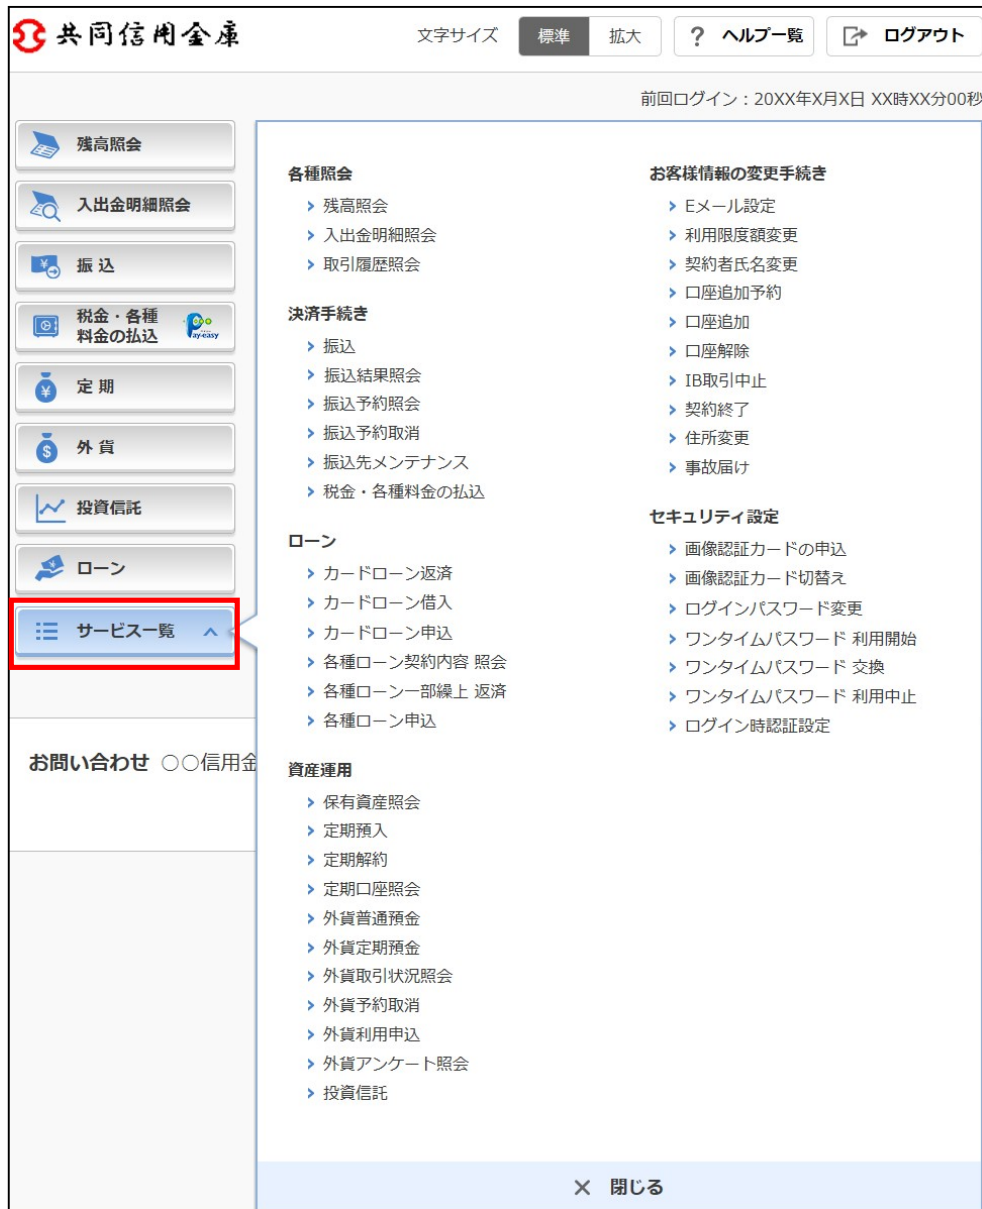 共同信用金庫
文字サイズ 標準 拡大 ? ヘルプ一覧 ログアウト
前回ログイン：20XX年X月X日 XX時XX分00秒
残高照会
入出金明細照会
振込
税金・各種
料金の払込
Pay-easy
定期
外貨
投資信託
ローン
サービス一覧
お問い合わせ 〇〇信用金
各種照会
残高照会
入出金明細照会
取引履歴照会
決済手続き
振込
振込結果照会
振込予約照会
振込予約取消
振込先メンテナンス
税金・各種料金の払込
ローン
カードローン返済
カードローン借入
カードローン申込
各種ローン契約内容 照会
各種ローン一部繰上 返済
各種ローン申込
資産運用
保有資産照会
定期預入
定期解約
定期口座照会
外貨普通預金
外貨定期預金
外貨取引状況照会
外貨予約取消
外貨利用申込
外貨アンケート照会
投資信託
お客様情報の変更手続き
Eメール設定
利用限度額変更
契約者氏名変更
口座追加予約
口座追加
口座解除
IB取引中止
契約終了
住所変更
事故届け
セキュリティ設定
画像認証カードの申込
画像認証カード切替え
ログインパスワード変更
ワンタイムパスワード 利用開始
ワンタイムパスワード 交換
ワンタイムパスワード 利用中止
ログイン時認証設定
× 閉じる